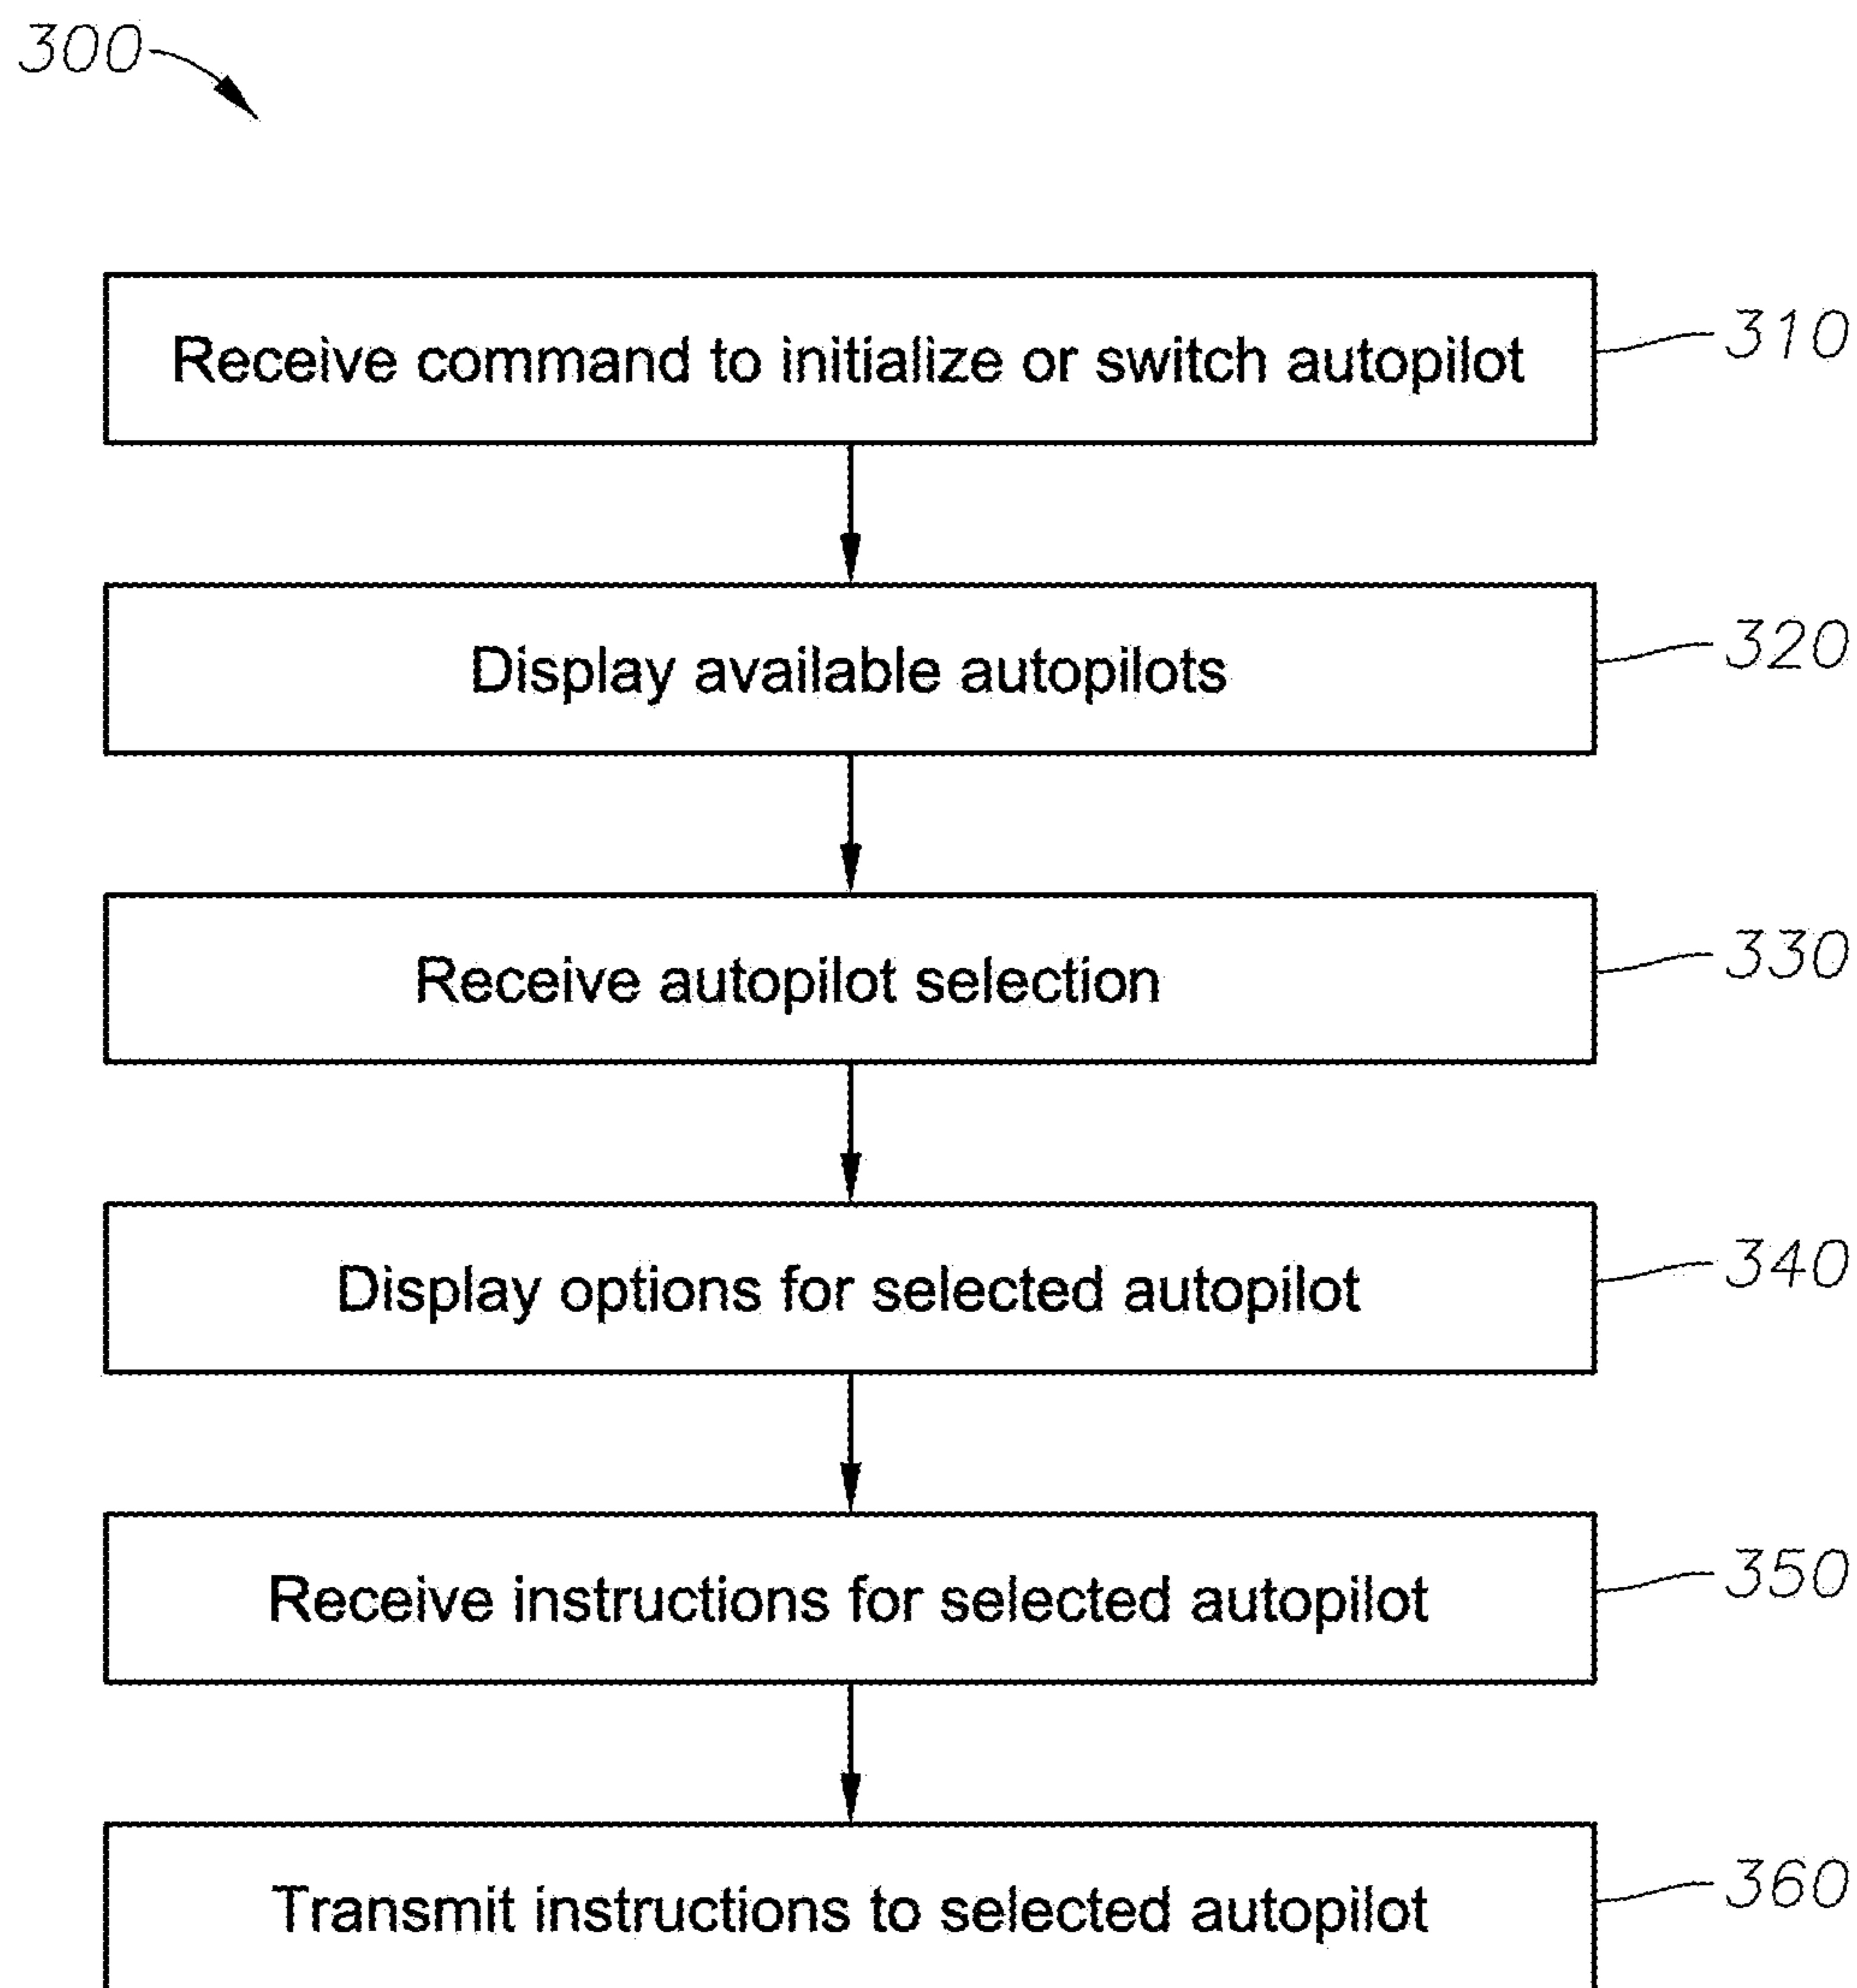 300
Receive command to initialize or switch autopilot
310
Display available autopilots
320
Receive autopilot selection
330
Display options for selected autopilot
340
Receive instructions for selected autopilot
350
Transmit instructions to selected autopilot
360